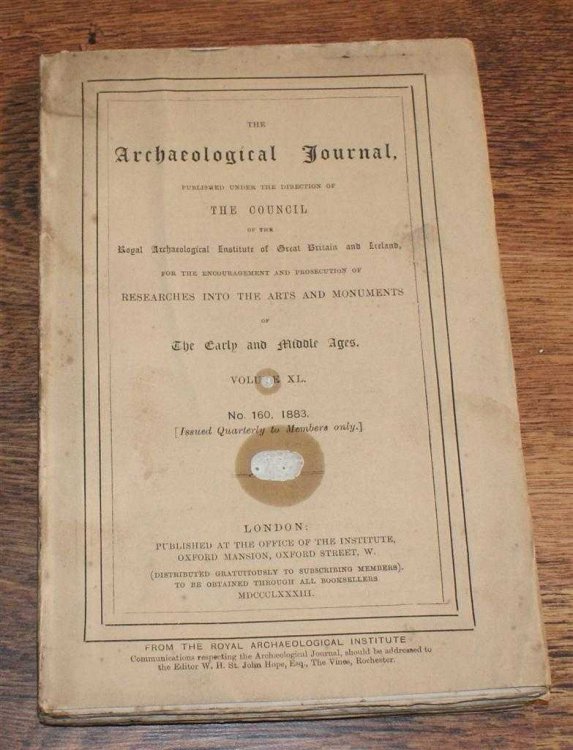 THE
Archaeological Journal,
PUBLISHED UNDER THE DIRECTION OF
THE COUNCIL
OF THE
Royal Archaeological Institute of Great Britain and Ireland,
FOR THE ENCOURAGEMENT AND PROSECUTION OF
RESEARCHES INTO THE ARTS AND MONUMENTS
OF
The Early and Middle Ages.
VOLUME XL.
No. 160, 1883.
[Issued Quarterly to Members only.]
LONDON:
PUBLISHED AT THE OFFICE OF THE INSTITUTE,
OXFORD MANSION, OXFORD STREET, W.
(DISTRIBUTED GRATUITOUSLY TO SUBSCRIBING MEMBERS).
TO BE OBTAINED THROUGH ALL BOOKSELLERS
MDCCCLXXXIII.
FROM THE ROYAL ARCHAEOLOGICAL INSTITUTE
Communications respecting the Archæological Journal, should be addressed to
the Editor W. H. St. John Hope, Esq., The Vines, Rochester.